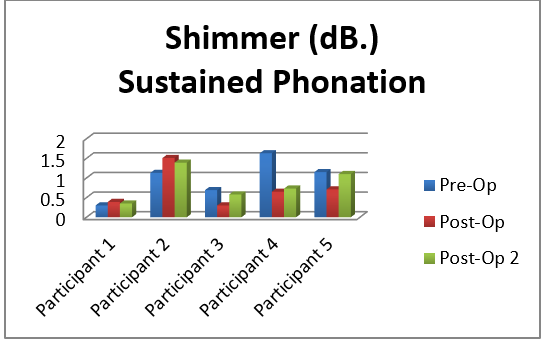 Shimmer (dB.)
Sustained Phonation
2
1.5
1
0.5
0
Participant 1
Participant 2
Participant 3
Participant 4
Participant 5
Pre-Op
Post-Op
Post-Op 2